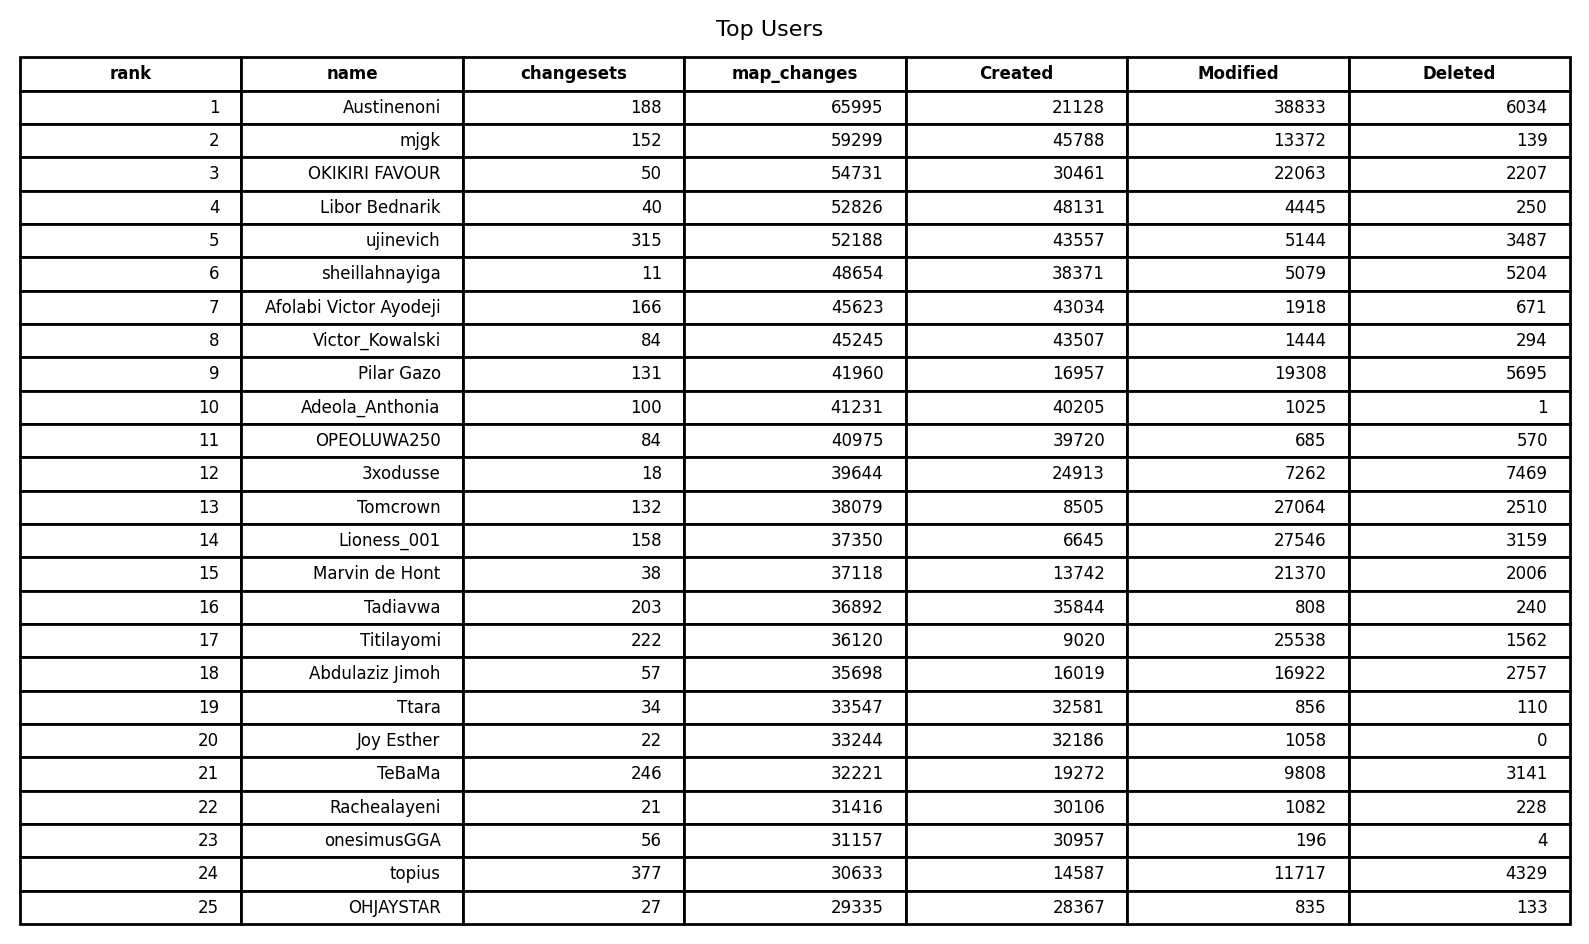 Top Users
rank name changesets map_changes Created Modified Deleted
1 Austinenoni 188 65995 21128 38833 6034
2 mjgk 152 59299 45788 13372 139
3 OKIKIRI FAVOUR 50 54731 30461 22063 2207
4 Libor Bednarik 40 52826 48131 4445 250
5 ujinevich 315 52188 43557 5144 3487
6 sheillahnayiga 11 48654 38371 5079 5204
7 Afolabi Victor Ayodeji 166 45623 43034 1918 671
8 Victor_Kowalski 84 45245 43507 1444 294
9 Pilar Gazo 131 41960 16957 19308 5695
10 Adeola_Anthonia 100 41231 40205 1025 1
11 OPEOLUWA250 84 40975 39720 685 570
12 3xodusse 18 39644 24913 7262 7469
13 Tomcrown 132 38079 8505 27064 2510
14 Lioness_001 158 37350 6645 27546 3159
15 Marvin de Hont 38 37118 13742 21370 2006
16 Tadiavwa 203 36892 35844 808 240
17 Titilayomi 222 36120 9020 25538 1562
18 Abdulaziz Jimoh 57 35698 16019 16922 2757
19 Ttara 34 33547 32581 856 110
20 Joy Esther 22 33244 32186 1058 0
21 TeBaMa 246 32221 19272 9808 3141
22 Rachealayeni 21 31416 30106 1082 228
23 onesimusGGA 56 31157 30957 196 4
24 topius 377 30633 14587 11717 4329
25 OHJAYSTAR 27 29335 28367 835 133